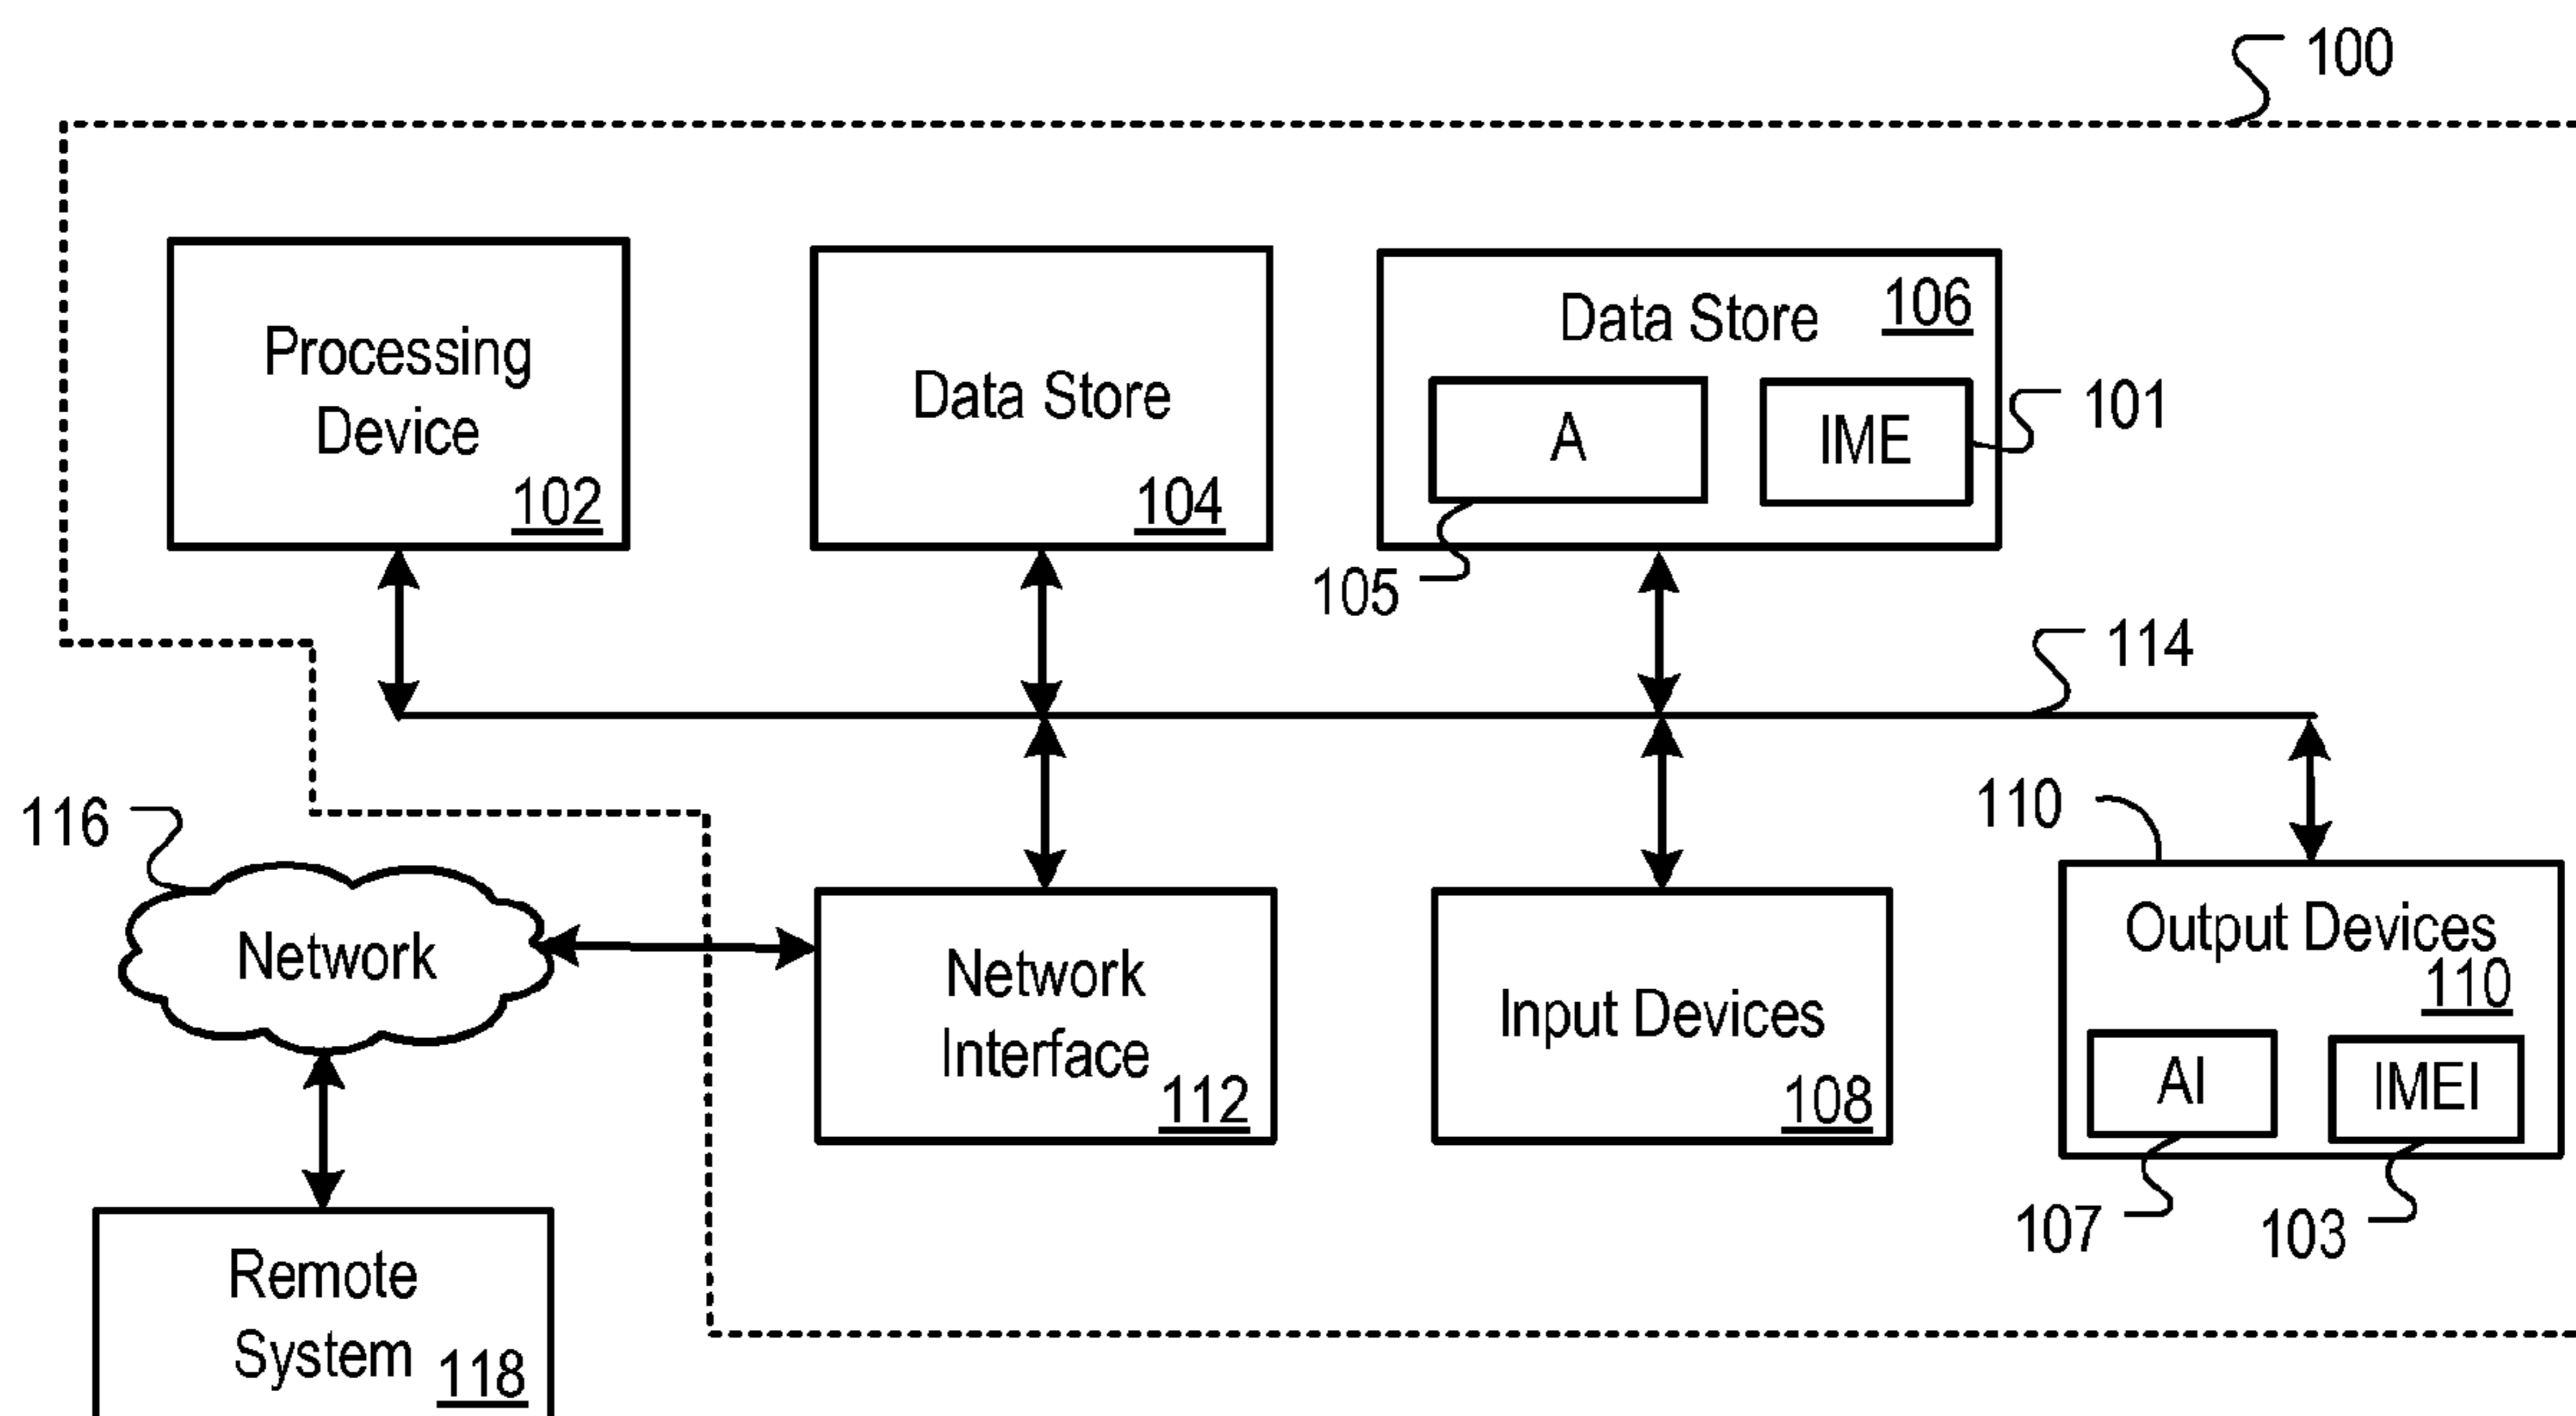 100
Processing
Device
102
Data Store
104
Data Store
106
A
IME
101
105
114
116
Network
Network
Interface
112
Input Devices
108
110
Output Devices
110
AI
IMEI
107
103
Remote
System
118